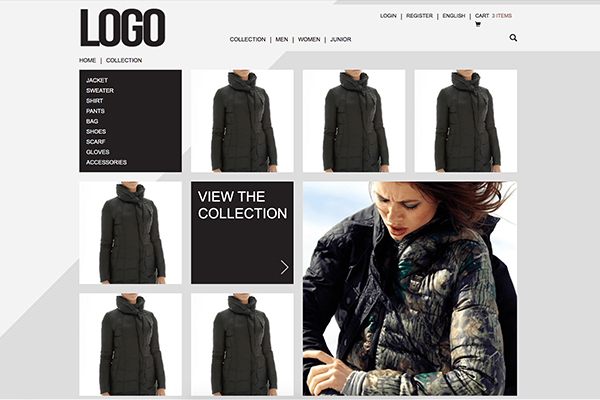 LOGO
LOGIN | REGISTER | ENGLISH | CART 3 ITEMS
COLLECTION | MEN | WOMEN | JUNIOR
HOME | COLLECTION
JACKET
SWEATER
SHIRT
PANTS
BAG
SHOES
SCARF
GLOVES
ACCESSORIES
VIEW THE
COLLECTION